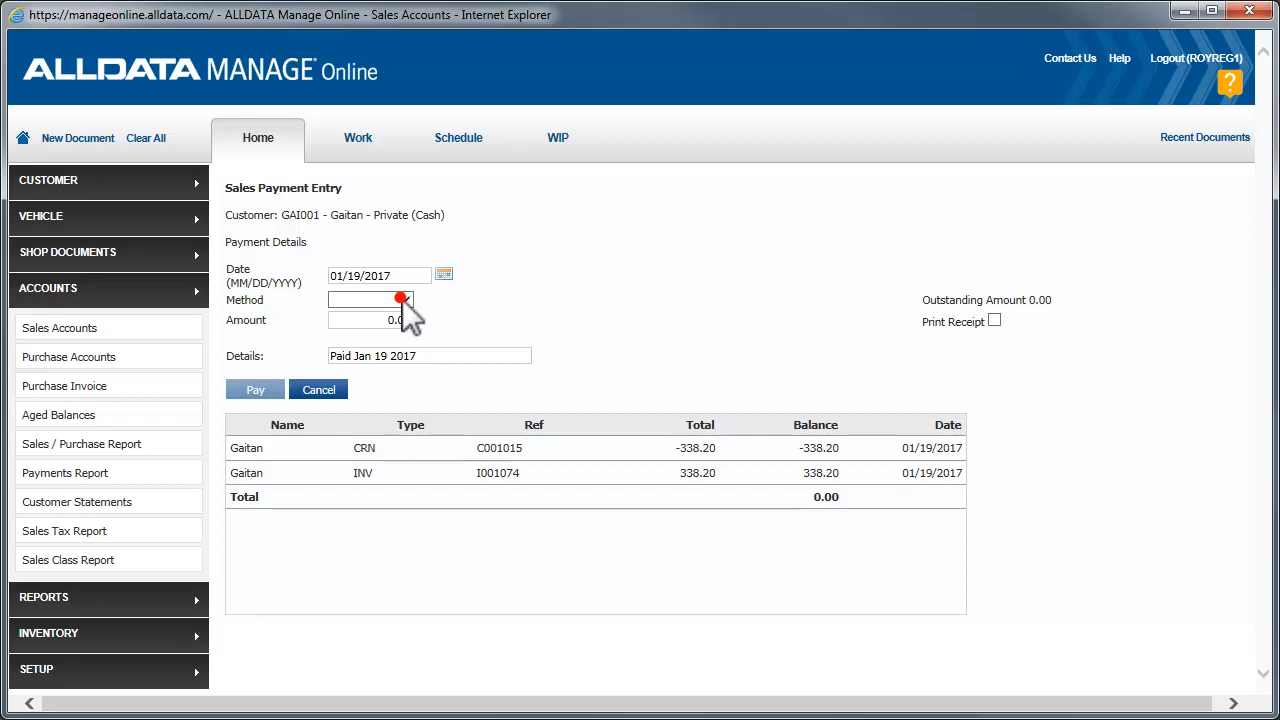 https://manageonline.alldata.com/ - ALLDATA Manage Online - Sales Accounts - Internet Explorer
ALLDATA MANAGE® Online
Contact Us Help Logout (ROYREG1)
?
New Document Clear All Home Work Schedule WIP Recent Documents
CUSTOMER
VEHICLE
SHOP DOCUMENTS
ACCOUNTS
Sales Accounts
Purchase Accounts
Purchase Invoice
Aged Balances
Sales / Purchase Report
Payments Report
Customer Statements
Sales Tax Report
Sales Class Report
REPORTS
INVENTORY
SETUP
Sales Payment Entry
Customer: GAI001 - Gaitan - Private (Cash)
Payment Details
Date
(MM/DD/YYYY) 01/19/2017
Method
Outstanding Amount 0.00
Amount
Print Receipt
Details: Paid Jan 19 2017
Pay Cancel
Name Type Ref Total Balance Date
Gaitan CRN C001015 -338.20 -338.20 01/19/2017
Gaitan INV I001074 338.20 338.20 01/19/2017
Total 0.00